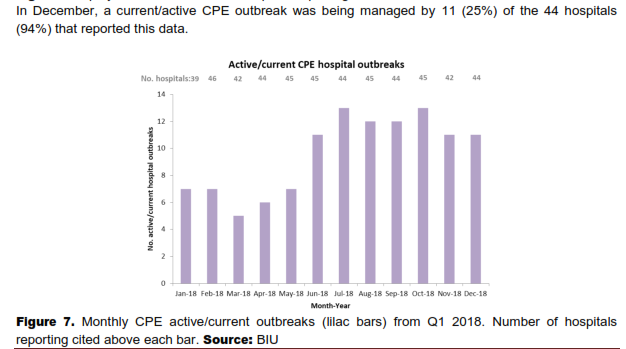 In December, a current/active CPE outbreak was being managed by 11 (25%) of the 44 hospitals
(94%) that reported this data.
Active/current CPE hospital outbreaks
No. hospitals:39 46 42 44 45 45 44 45 44 45 42 44
No. active/current hospital outbreaks
14
12
10
8
6
4
2
0
Jan-18 Feb-18 Mar-18 Apr-18 May-18 Jun-18 Jul-18 Aug-18 Sep-18 Oct-18 Nov-18 Dec-18
Month-Year
Figure 7. Monthly CPE active/current outbreaks (lilac bars) from Q1 2018. Number of hospitals
reporting cited above each bar. Source: BIU